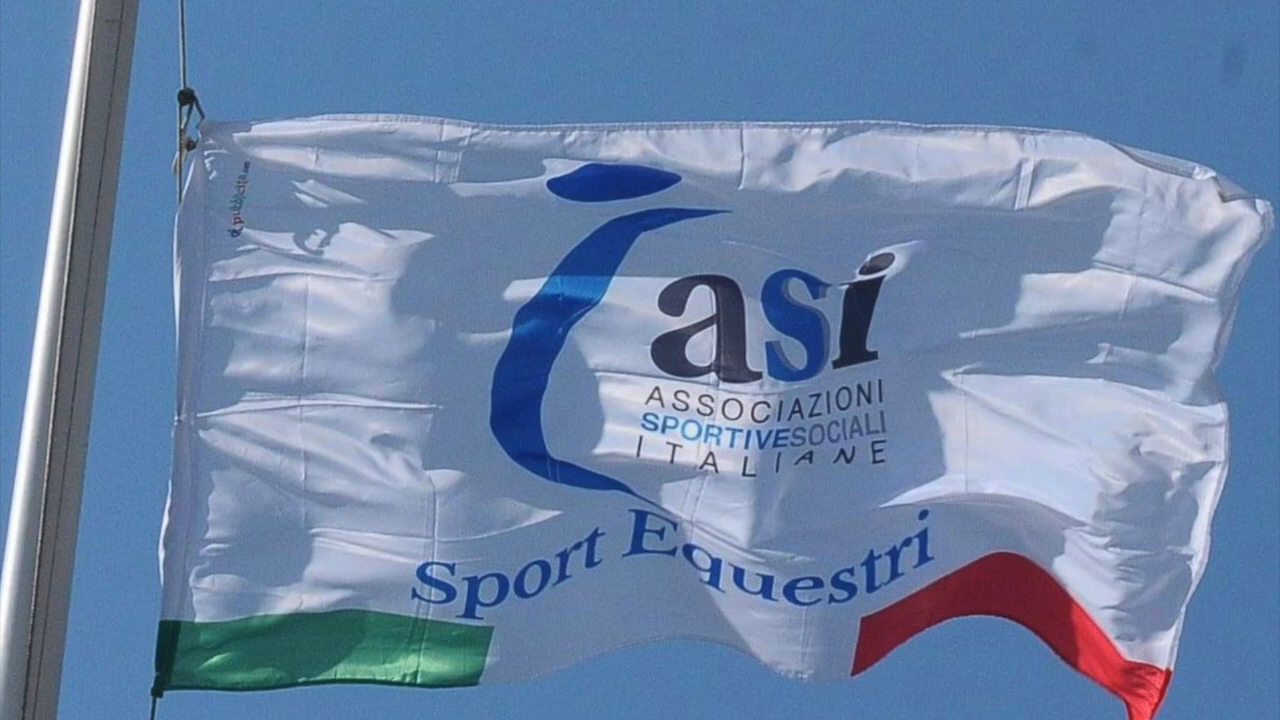 asi
ASSOCIAZIONI
SPORTIVESOCIALI
ITALIANE
Sport Equestri